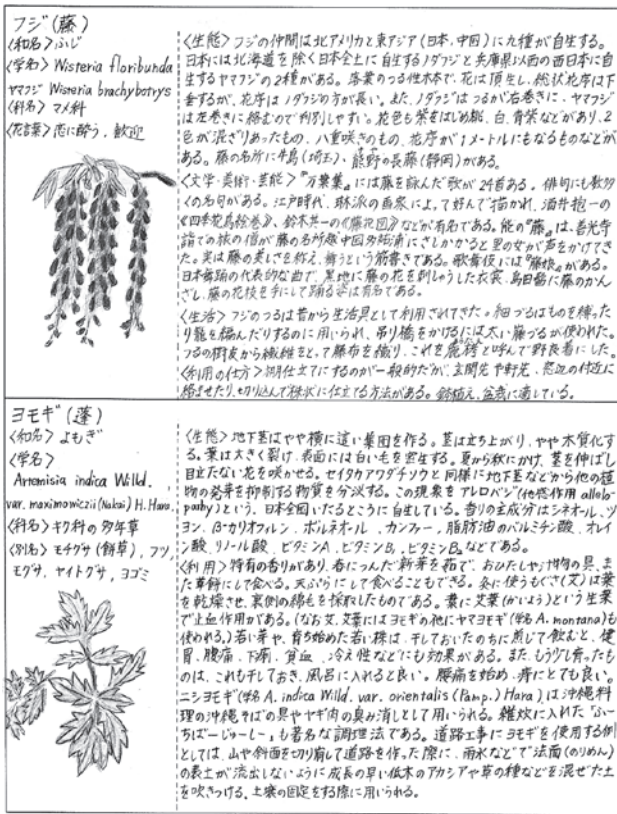 フジ(藤)
〈和名〉ふじ
〈学名〉Wisteria floribunda
ヤマフジ Wisteria brachybotrys
〈科名〉マメ科
〈花言葉〉恋に酔う、歓迎
〈生態〉フジの仲間は北アメリカと東アジア(日本、中国)に九種が自生する。
日本には北海道を除く日本全土に自生するノダフジと兵庫県以西の西日本に自
生するヤマフジの2種がある。落葉のつる性木本で、花は頂生し、総状花序は下
垂するが、花序はノダフジの方が長い。また、ノダフジはつるが右巻きに、ヤマフジ
は左巻きに絡むので判別しやすい。花色も紫をはじめ桃、白、青紫などがあり、2
色が混ざりあったもの、八重咲きのもの、花序が1メートルにもなるものなどが
ある。藤の名所に牛島(埼玉)、熊野の長藤(静岡)がある。
〈文学・美術・芸能〉『万葉集』には藤を詠んだ歌が24首ある。俳句にも数多
くの名句がある。江戸時代、琳派の画家によって好んで描かれ、酒井抱一の
《四季花鳥絵巻》、鈴木其一の《藤花図》などが有名である。能の『藤』は、善光寺
詣での旅の僧が藤の名所越中国多祜浦にさしかかると里の女が声をかけてき
た。実は藤の美しさを称え、舞うという筋書きである。歌舞伎には『藤娘』がある。
日本舞踊の代表的な曲で、黒地に藤の花を刺しゅうした衣裳、島田髷に藤のかん
ざし、藤の花枝を手にして踊る姿は有名である。
〈生活〉フジのつるは昔から生活具として利用されてきた。細づるはものを縛った
り籠を編んだりするのに用いられ、吊り橋をかけるには太い藤づるが使われた。
つるの樹皮から繊維をとって藤布を織り、これを鹿袴と呼んで野良着にした。
〈利用の仕方〉棚仕立てにするのが一般的だが、玄関先や軒先、窓辺の付近に
絡ませたり、切り込んで株状に仕立てる方法がある。鉢植え、盆栽に適している。
ヨモギ(蓬)
〈和名〉よもぎ
〈学名〉
Artemisia indica Willd.
var. maximowiczii (Nakai) H. Hara.
〈科名〉キク科の多年草
〈別名〉モチグサ(餅草)、フツ、
モグサ、ヤイトグサ、ヨゴミ
〈生態〉地下茎はやや横に這い集団を作る。茎は立ち上がり、やや木質化す
る。葉は大きく裂け、表面には白い毛を密生する。夏から秋にかけ、茎を伸ばし
目立たない花を咲かせる。セイタカアワダチソウと同様に地下茎などから他の植
物の発芽を抑制する物質を分泌する。この現象をアレロパシー(他感作用 allelo-
pathy)という。日本全国いたるところに自生している。香りの主成分はシネオール、ツ
ヨン、β-カリオフィレン、ボルネオール、カンファー、脂肪油のパルミチン酸、オレイ
ン酸、リノール酸、ビタミンA、ビタミンB₁、ビタミンB₂などである。
〈利用〉特有の香りがあり、春につんだ新芽を茹で、おひたしや汁物の具、ま
た草餅にして食べる。天ぷらにして食べることもできる。灸に使うもぐさ(艾)は葉
を乾燥させ、裏側の綿毛を採取したものである。葉に艾葉(がいよう)という生薬
で止血作用がある。(なお艾、艾葉にはヨモギの他にヤマヨモギ(学名 A. montana)も
使われる。)若い芽や、育ち始めた若い株は、干しておいたのちに煎じて飲むと、健
胃、腹痛、下痢、貧血、冷え性などにも効果がある。また、もう少し育ったも
のは、これも干しておき、風呂に入れると良い。腰痛を始め、痔にとても良い。
ニシヨモギ(学名 A. indica Willd. var. orientalis (Pamp.) Hara)は沖縄料
理の沖縄そばの具やヤギ肉の臭み消しとして用いられる。雑炊に入れた「ふー
ちばーじゅーしー」も著名な調理法である。道路工事にヨモギを使用する例
としては、山や斜面を切り崩して道路を作った際に、雨水などで法面(のりめん)
の表土が流出しないように成長の早い低木のアカシアや草の種などを混ぜた土
を吹きつける、土壌の固定をする際に用いられる。